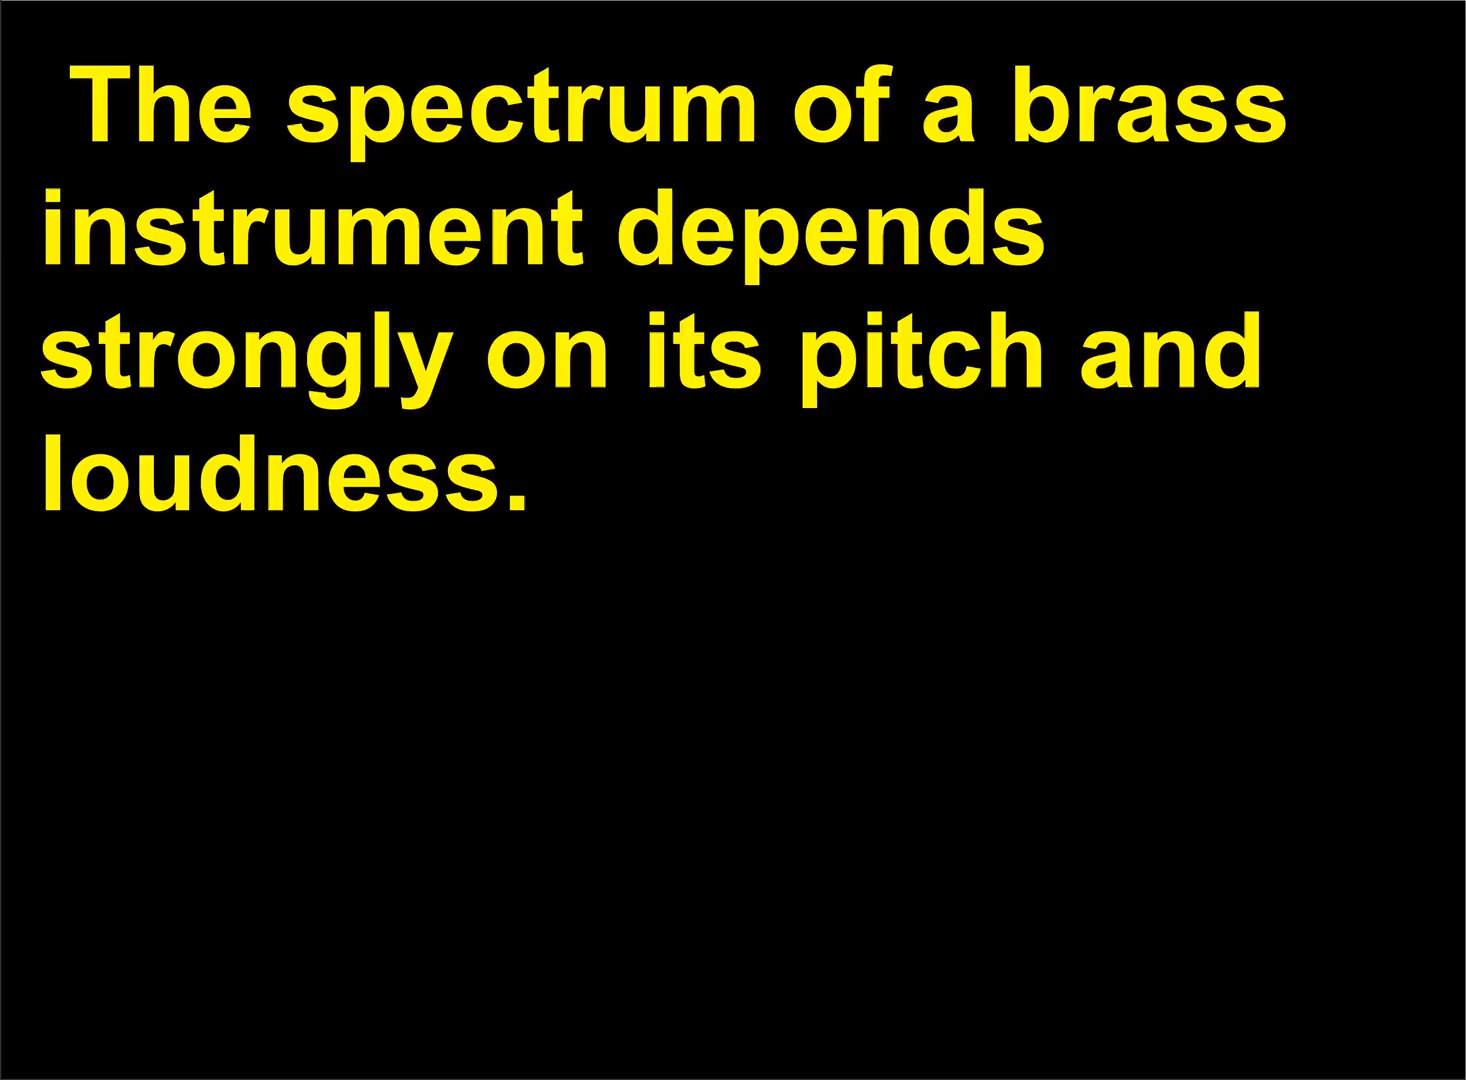 The spectrum of a brass
instrument depends
strongly on its pitch and
loudness.